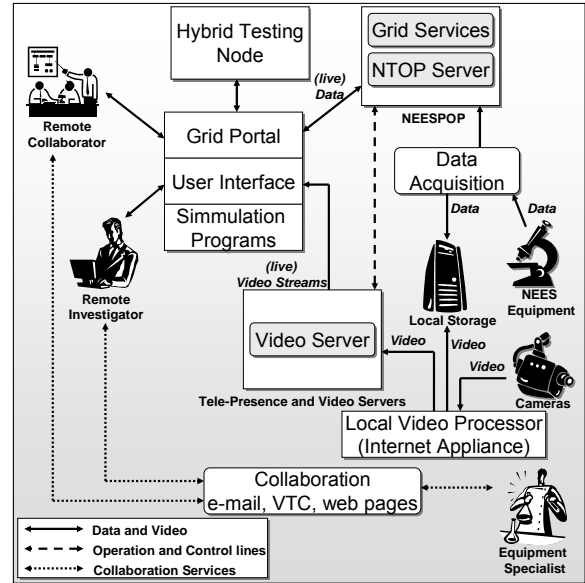 Hybrid Testing
Node
Grid Services
NTOP Server
NEESPOP
(live)
Data
Remote
Collaborator
Grid Portal
User Interface
Simmulation
Programs
Data
Acquisition
Data
Data
Remote
Investigator
(live)
Video Streams
Local Storage
NEES
Equipment
Video Server
Video
Video
Video
Cameras
Tele-Presence and Video Servers
Local Video Processor
(Internet Appliance)
Collaboration
e-mail, VTC, web pages
Equipment
Specialist
Data and Video
Operation and Control lines
Collaboration Services